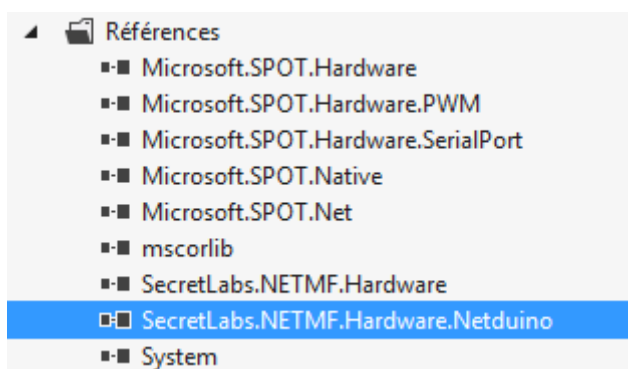 Références
Microsoft.SPOT.Hardware
Microsoft.SPOT.Hardware.PWM
Microsoft.SPOT.Hardware.SerialPort
Microsoft.SPOT.Native
Microsoft.SPOT.Net
mscorlib
SecretLabs.NETMF.Hardware
SecretLabs.NETMF.Hardware.Netduino
System